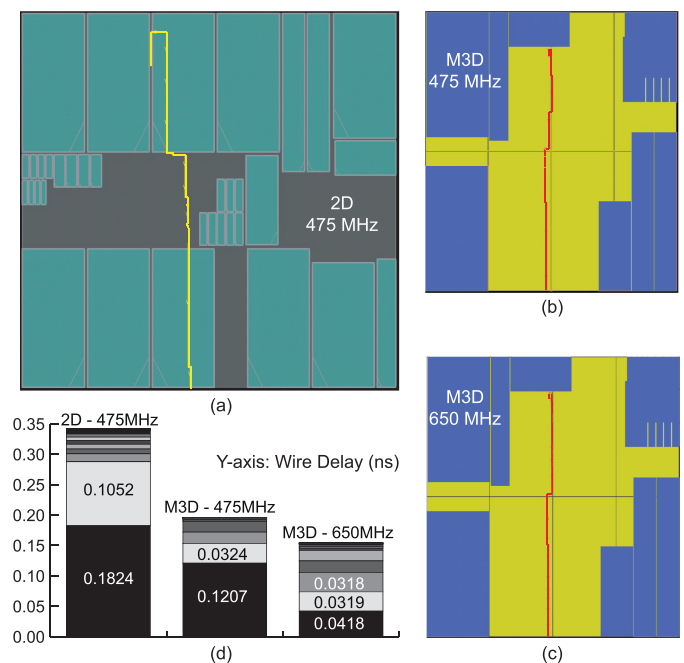 2D
475 MHz
(a)
M3D
475 MHz
(b)
M3D
650 MHz
(c)
0.35
0.30
0.25
0.20
0.15
0.10
0.05
0.00
2D - 475MHz
Y-axis: Wire Delay (ns)
0.1052
M3D - 475MHz
M3D - 650MHz
0.1824
0.0324
0.1207
0.0318
0.0319
0.0418
(d)